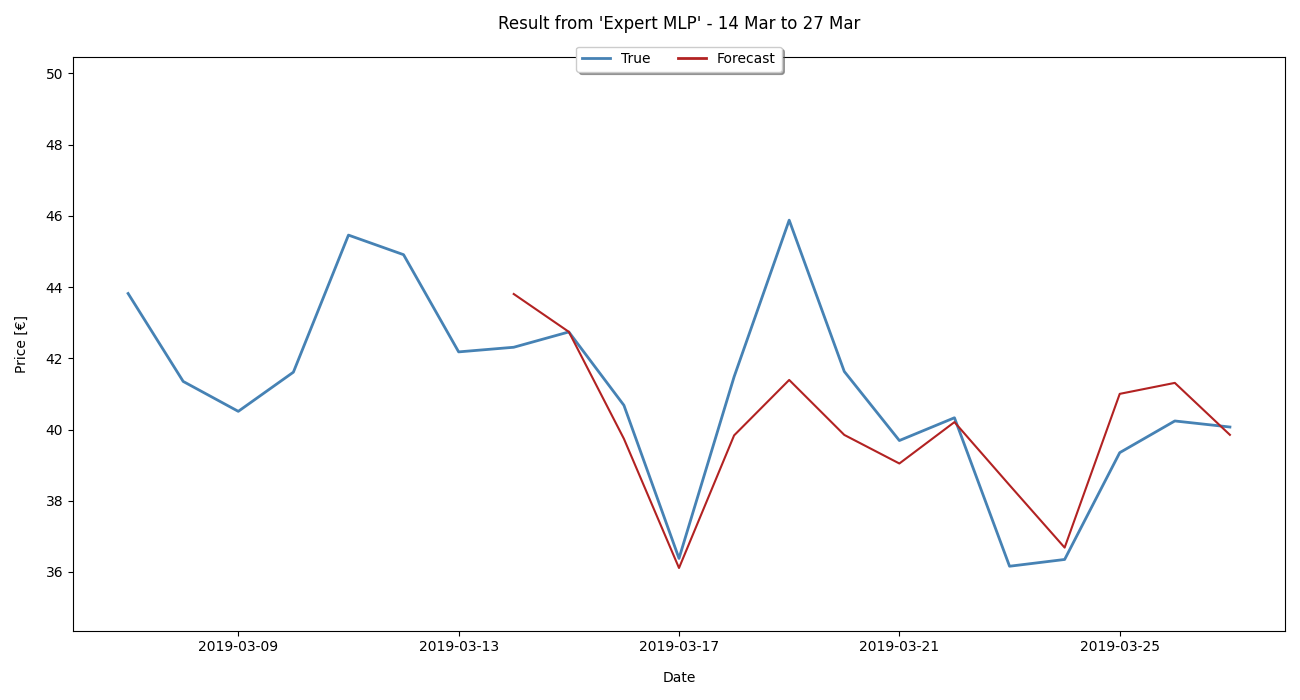 Result from 'Expert MLP' - 14 Mar to 27 Mar
True Forecast
50
48
46
44
42
40
38
36
Price [€]
2019-03-09 2019-03-13 2019-03-17 2019-03-21 2019-03-25
Date